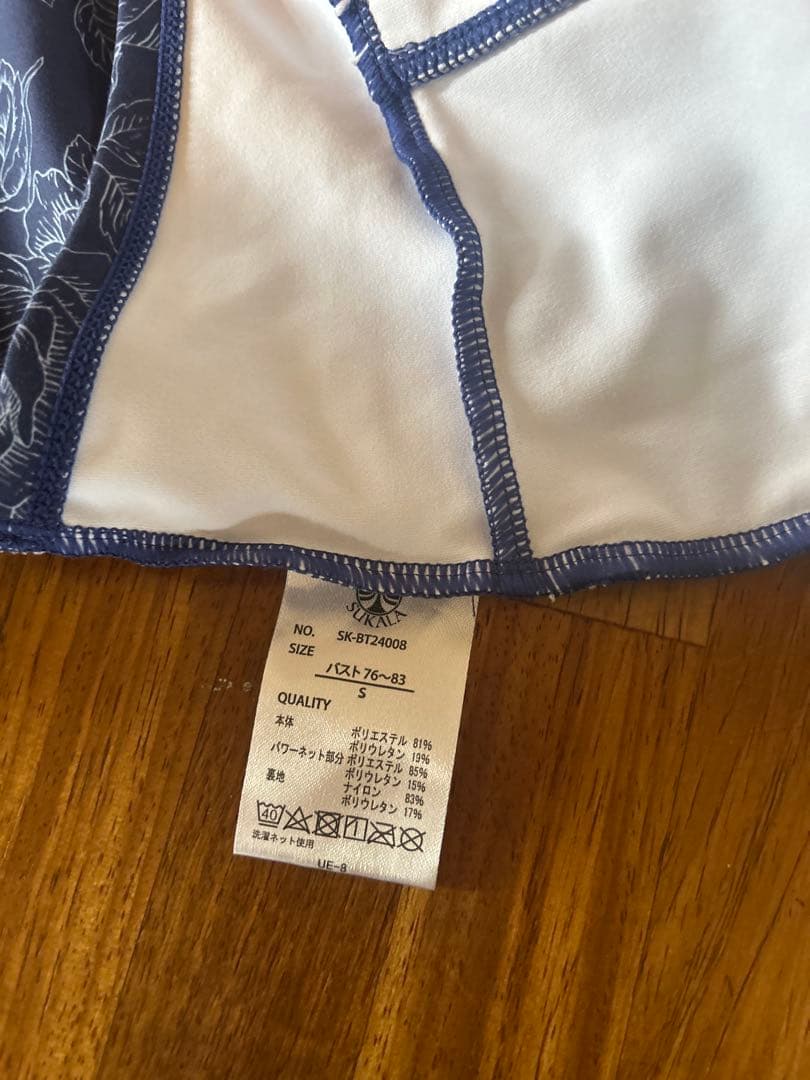 SUKALA
NO. SK-BT24008
SIZE
バスト 76～83
S
QUALITY
本体 ポリエステル 81%
ポリウレタン 19%
パワーネット部分 ポリエステル 85%
ポリウレタン 15%
裏地 ナイロン 83%
ポリウレタン 17%
40
洗濯ネット使用
UE-8